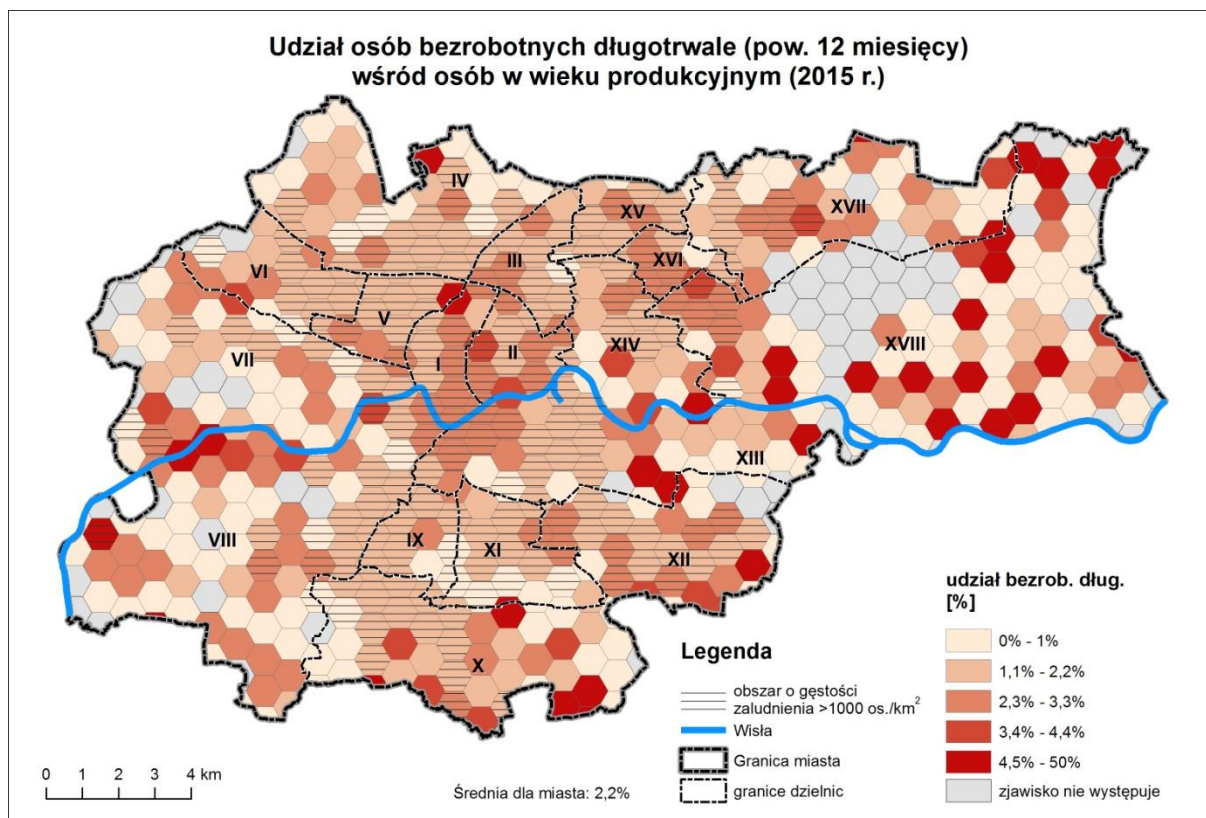 Udział osób bezrobotnych długotrwale (pow. 12 miesięcy)
wśród osób w wieku produkcyjnym (2015 r.)
IV
XV
XVII
III
XVI
VI
V
VII
I
II
XIV
XVIII
XIII
VIII
IX
XI
XII
X
Legenda
obszar o gęstości
zaludnienia >1000 os./km²
Wisła
Granica miasta
granice dzielnic
udział bezrob. dług.
[%]
0% - 1%
1,1% - 2,2%
2,3% - 3,3%
3,4% - 4,4%
4,5% - 50%
zjawisko nie występuje
0 1 2 4 km
Średnia dla miasta: 2,2%